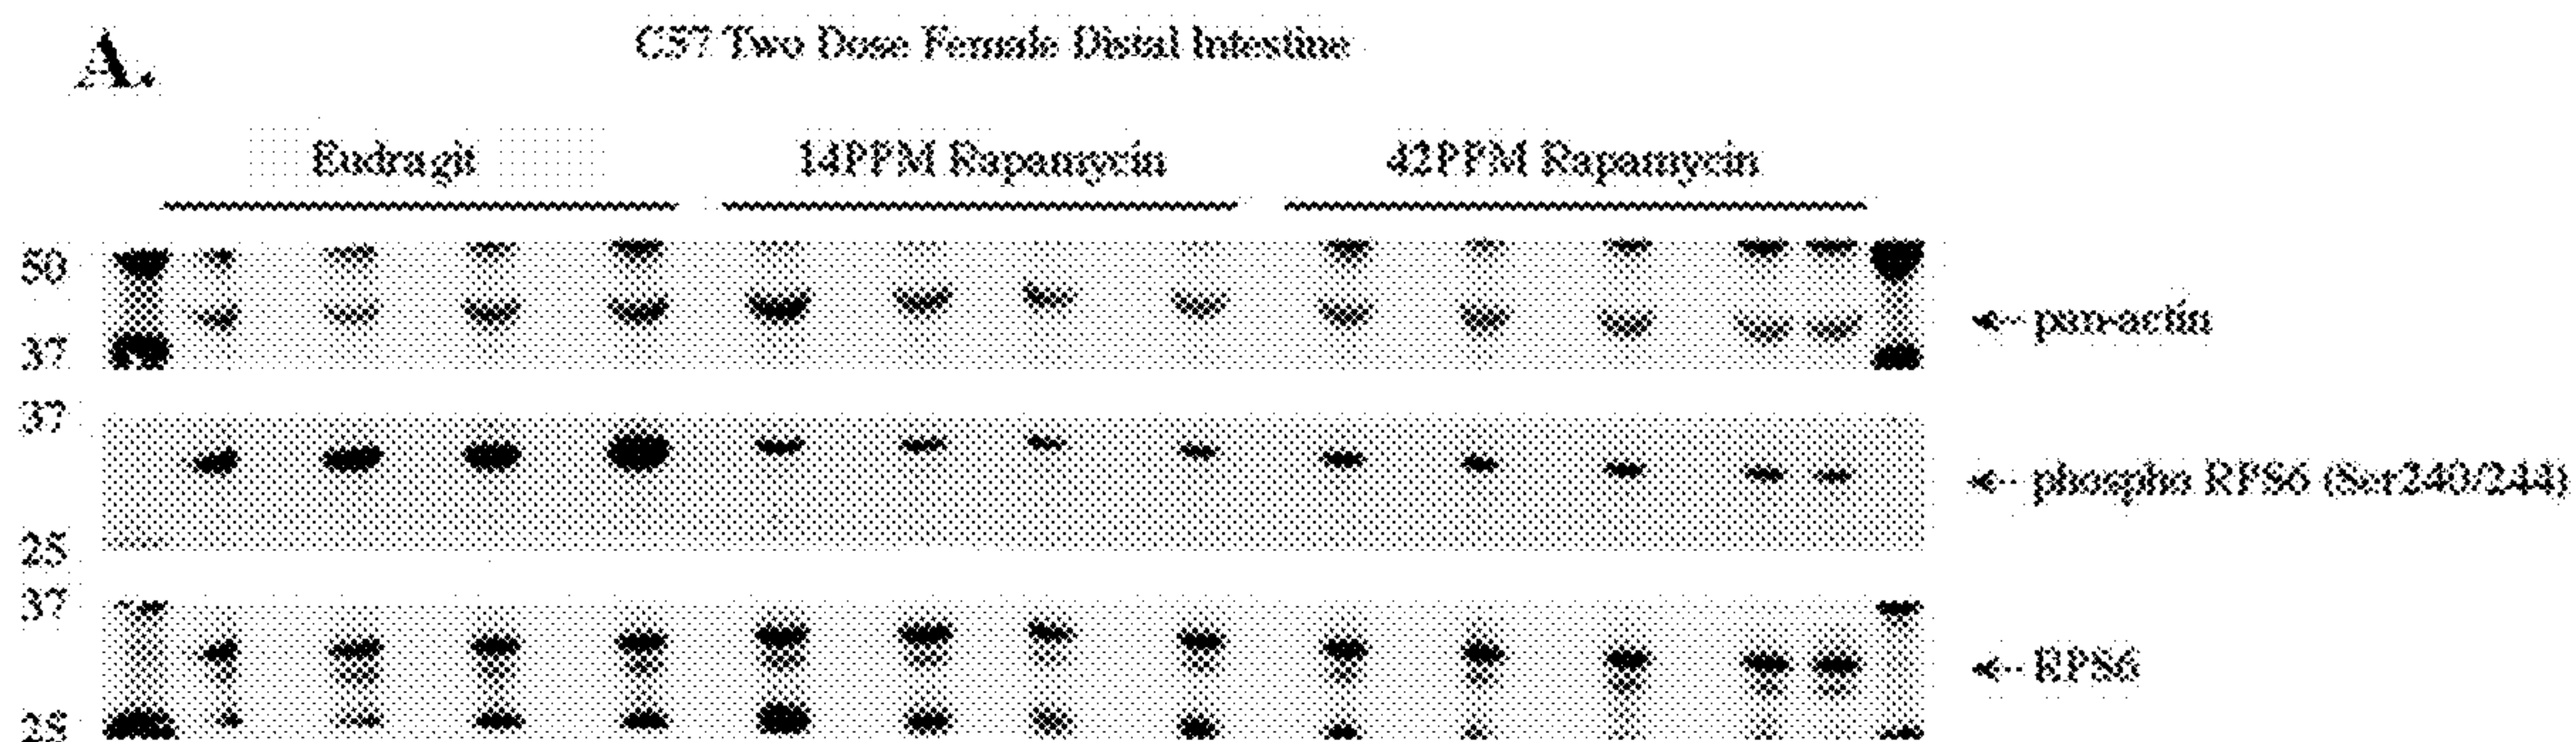 A.
C57 Two Dose Female Distal Intestine
Eudragit 14PPM Rapamycin 42PPM Rapamycin
50
pan-actin
37
37
phospho RPS6 (Ser240/244)
25
37
RPS6
25